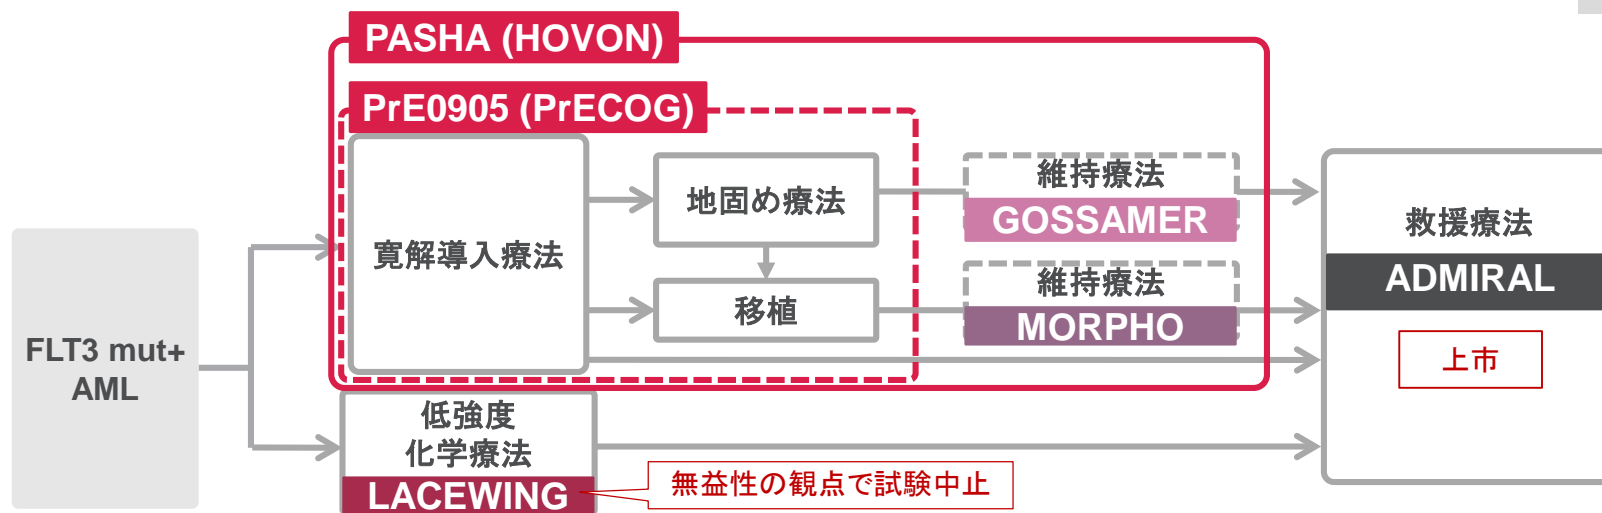 PASHA (HOVON)
PrE0905 (PrECOG)
FLT3 mut+
AML
寛解導入療法
地固め療法
移植
維持療法
GOSSAMER
維持療法
MORPHO
救援療法
ADMIRAL
上市
低強度
化学療法
LACEWING
無益性の観点で試験中止